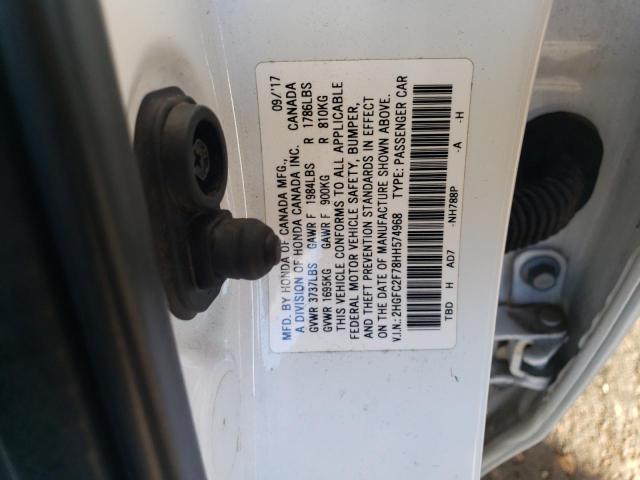 MFD. BY HONDA OF CANADA MFG., 09/17
A DIVISION OF HONDA CANADA INC. CANADA
GVWR 3737LBS GAWR F 1984LBS R 1786LBS
GVWR 1695KG GAWR F 900KG R 810KG
THIS VEHICLE CONFORMS TO ALL APPLICABLE
FEDERAL MOTOR VEHICLE SAFETY, BUMPER,
AND THEFT PREVENTION STANDARDS IN EFFECT
ON THE DATE OF MANUFACTURE SHOWN ABOVE.
V.I.N.: 2HGFC2F78HH574968 TYPE: PASSENGER CAR
TBD H AD7 -NH788P -A -H